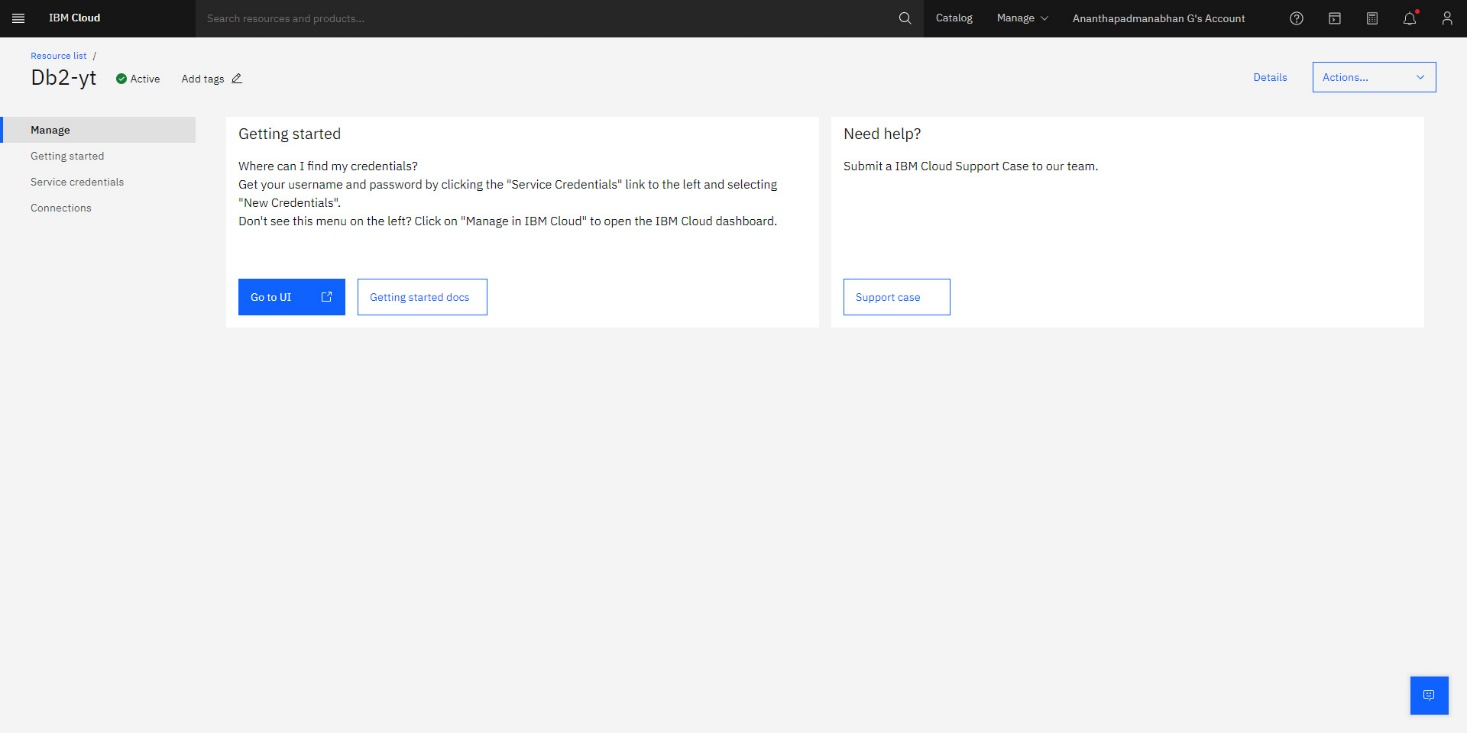 IBM Cloud
Search resources and products...
Catalog
Manage
Ananthapadmanabhan G's Account
Resource list /
Db2-yt
Active
Add tags
Details
Actions...
Manage
Getting started
Service credentials
Connections
Getting started
Where can I find my credentials?
Get your username and password by clicking the "Service Credentials" link to the left and selecting
"New Credentials".
Don't see this menu on the left? Click on "Manage in IBM Cloud" to open the IBM Cloud dashboard.
Go to UI
Getting started docs
Need help?
Submit a IBM Cloud Support Case to our team.
Support case